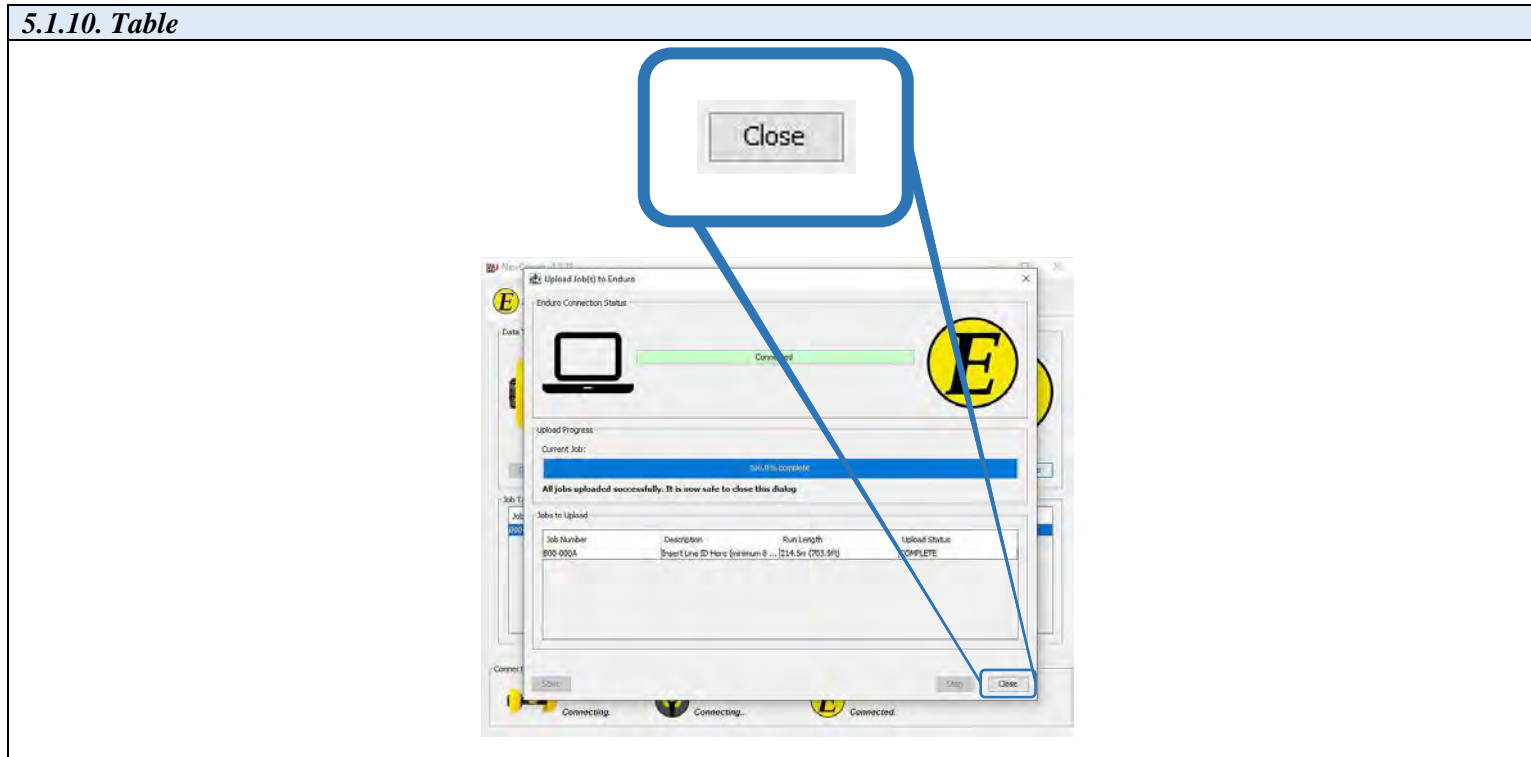 5.1.10. Table
Close
Upload Job(s) to Enduro
Enduro Connection Status
E
Data
Connected
E
Upload Progress
Current Job:
100.0% complete
All jobs uploaded successfully. It is now safe to close this dialog
Job
Jobs to Upload
Job Number Description Run Length Upload Status
Insert Line ID Here (minimum 8 ... 214.5m (703.9ft) COMPLETE
Connect
Start Stop Close
Connecting. Connecting.. E Connected.